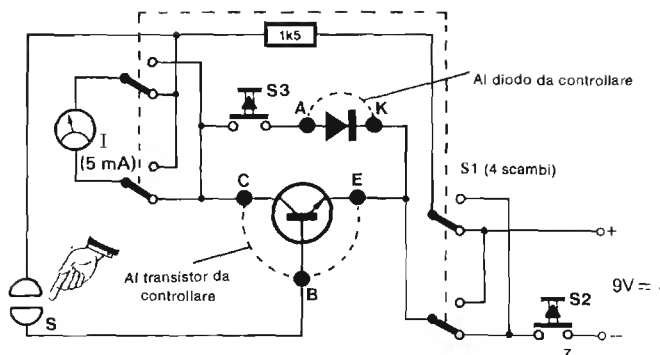 1k5
S3
A
K
Al diodo da controllare
I
(5 mA)
S1 (4 scambi)
C
E
+
Al transistor da
controllare
B
9V=
S2
S
–